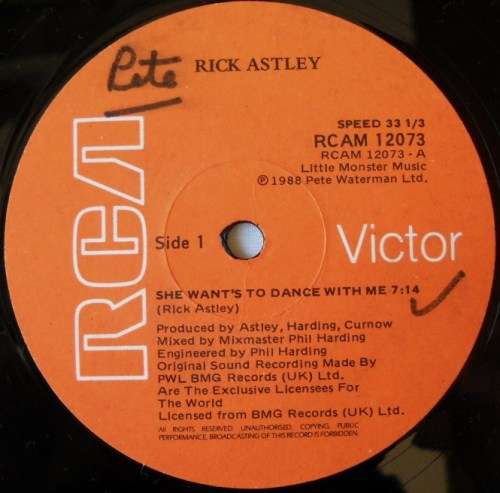 Pete
RICK ASTLEY
SPEED 33 1/3
RCAM 12073
RCAM 12073 - A
Little Monster Music
℗ 1988 Pete Waterman Ltd.
RCA
Side 1
Victor
SHE WANT'S TO DANCE WITH ME 7:14
(Rick Astley)
Produced by Astley, Harding, Curnow
Mixed by Mixmaster Phil Harding
Engineered by Phil Harding
Original Sound Recording Made By
PWL BMG Records (UK) Ltd.
Are The Exclusive Licensees For
The World
Licensed from BMG Records (UK) Ltd.
All RIGHTS RESERVED. UNAUTHORISED. COPYING, PUBLIC
PERFORMANCE, BROADCASTING OF THIS RECORD IS FORBIDDEN.